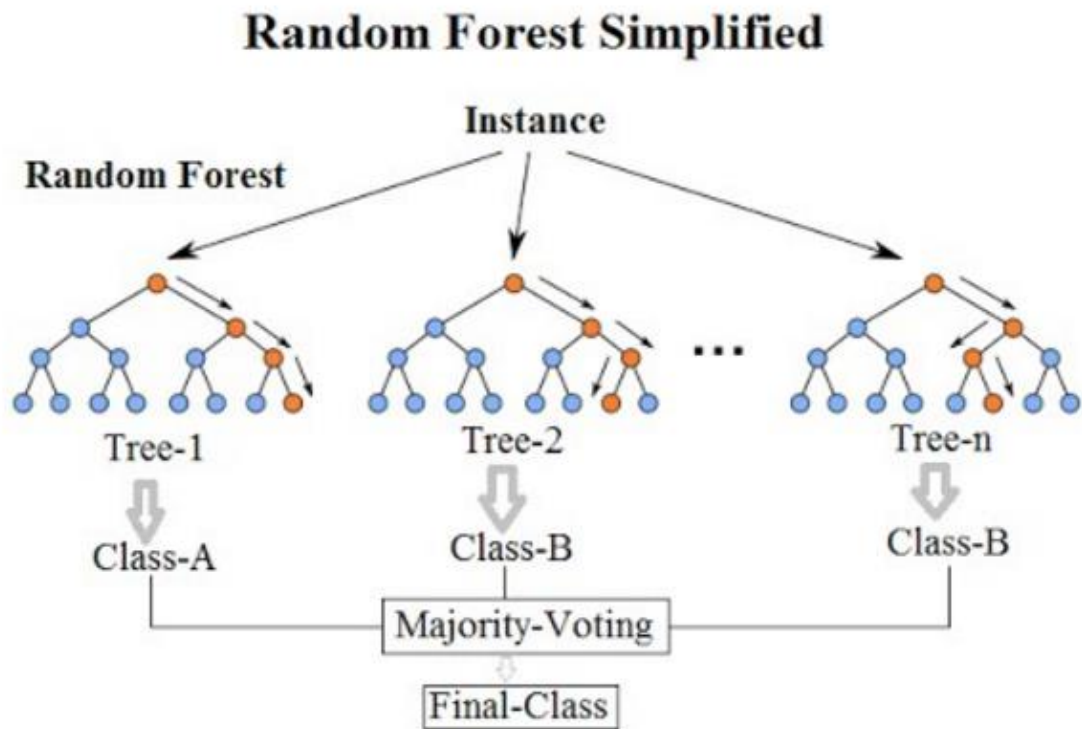 Random Forest Simplified
Instance
Random Forest
...
Tree-1
Tree-2
Tree-n
Class-A
Class-B
Class-B
Majority-Voting
Final-Class